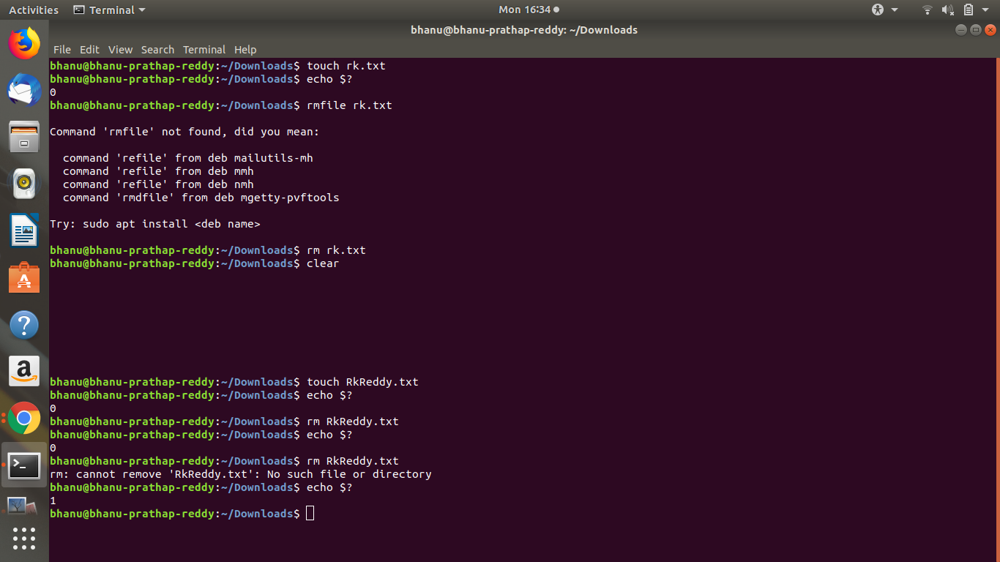 Activities Terminal Mon 16:34
bhanu@bhanu-prathap-reddy: ~/Downloads
File Edit View Search Terminal Help
bhanu@bhanu-prathap-reddy:~/Downloads$ touch rk.txt
bhanu@bhanu-prathap-reddy:~/Downloads$ echo $?
0
bhanu@bhanu-prathap-reddy:~/Downloads$ rmfile rk.txt
Command 'rmfile' not found, did you mean:
command 'refile' from deb mailutils-mh
command 'refile' from deb mmh
command 'refile' from deb nmh
command 'rmdfile' from deb mgetty-pvftools
Try: sudo apt install <deb name>
bhanu@bhanu-prathap-reddy:~/Downloads$ rm rk.txt
bhanu@bhanu-prathap-reddy:~/Downloads$ clear
bhanu@bhanu-prathap-reddy:~/Downloads$ touch RkReddy.txt
bhanu@bhanu-prathap-reddy:~/Downloads$ echo $?
0
bhanu@bhanu-prathap-reddy:~/Downloads$ rm RkReddy.txt
bhanu@bhanu-prathap-reddy:~/Downloads$ echo $?
0
bhanu@bhanu-prathap-reddy:~/Downloads$ rm RkReddy.txt
rm: cannot remove 'RkReddy.txt': No such file or directory
bhanu@bhanu-prathap-reddy:~/Downloads$ echo $?
1
bhanu@bhanu-prathap-reddy:~/Downloads$